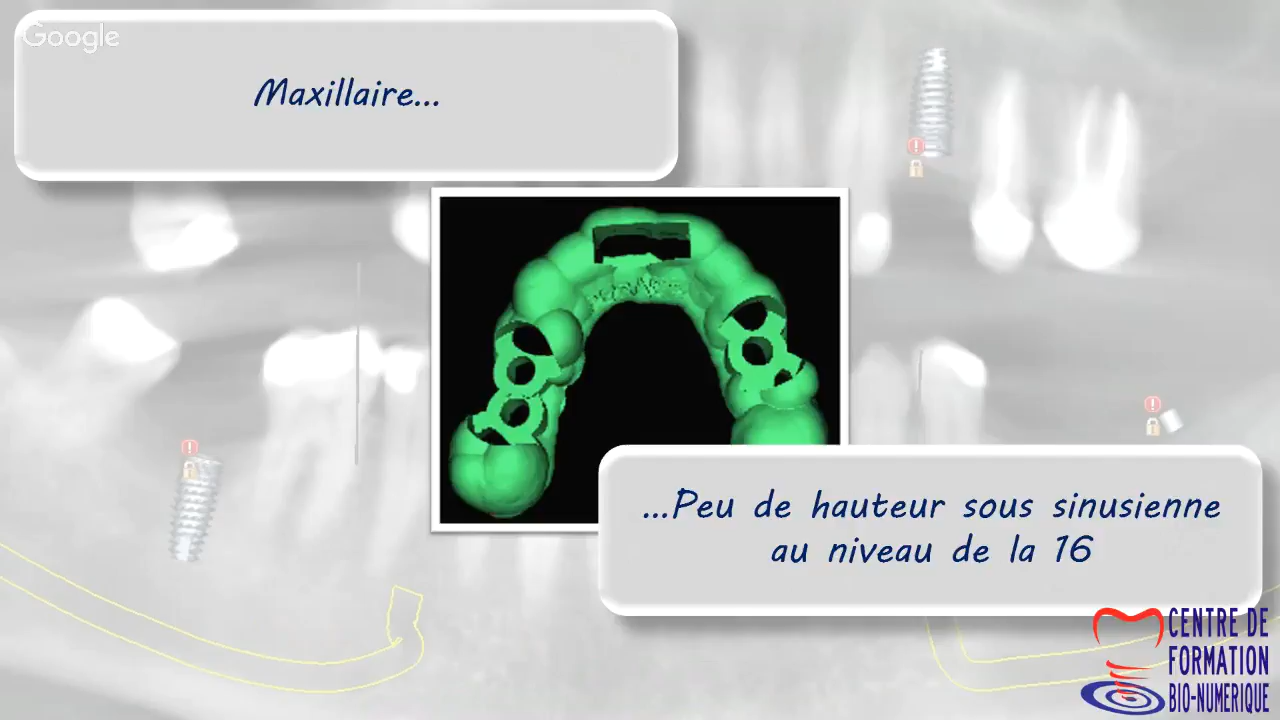 Google
Maxillaire...
...Peu de hauteur sous sinusienne
au niveau de la 16
CENTRE DE
FORMATION
BIO-NUMERIQUE